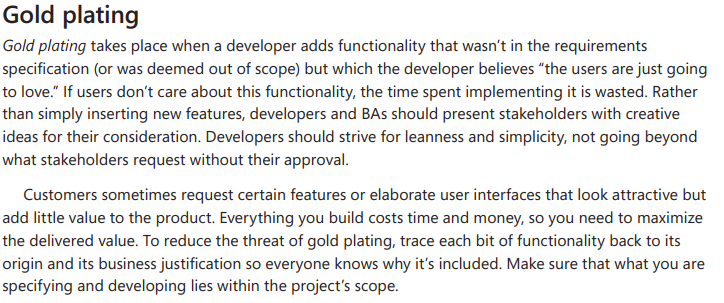 Gold plating
Gold plating takes place when a developer adds functionality that wasn’t in the requirements
specification (or was deemed out of scope) but which the developer believes “the users are just going
to love.” If users don’t care about this functionality, the time spent implementing it is wasted. Rather
than simply inserting new features, developers and BAs should present stakeholders with creative
ideas for their consideration. Developers should strive for leanness and simplicity, not going beyond
what stakeholders request without their approval.
Customers sometimes request certain features or elaborate user interfaces that look attractive but
add little value to the product. Everything you build costs time and money, so you need to maximize
the delivered value. To reduce the threat of gold plating, trace each bit of functionality back to its
origin and its business justification so everyone knows why it’s included. Make sure that what you are
specifying and developing lies within the project’s scope.